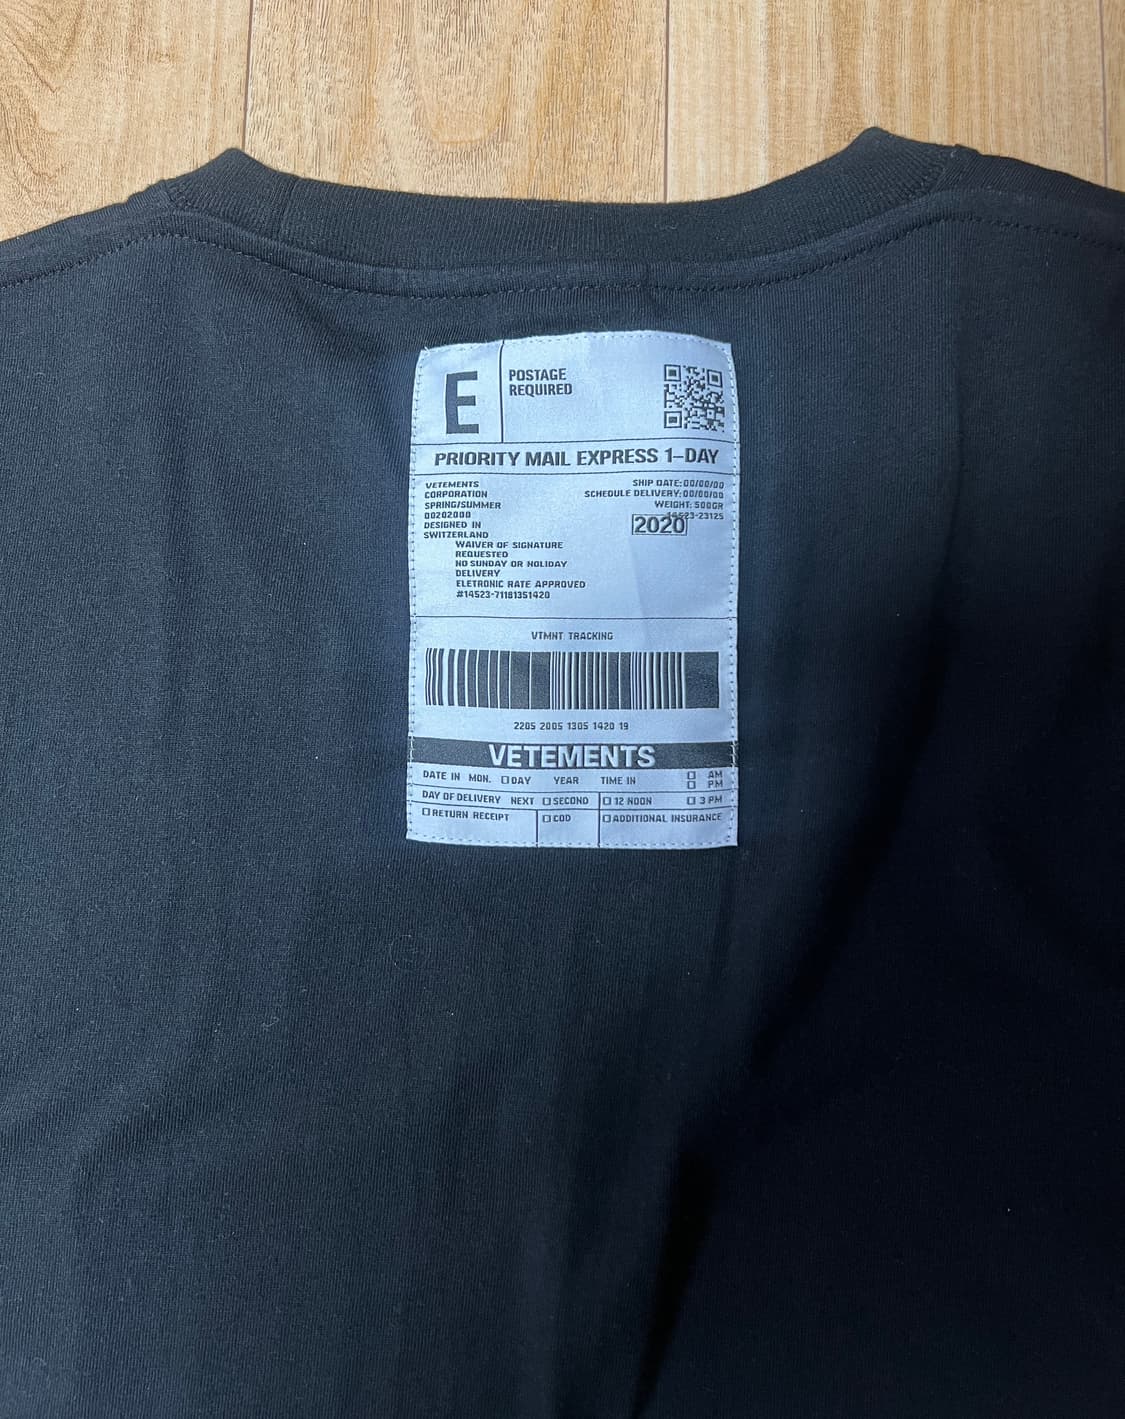 E
POSTAGE
REQUIRED
PRIORITY MAIL EXPRESS 1-DAY
VETEMENTS
CORPORATION
SPRING/SUMMER
00202000
DESIGNED IN
SWITZERLAND
SHIP DATE:00/00/00
SCHEDULE DELIVERY:00/00/00
WEIGHT: 500GR
14523-23125
2020
WAIVER OF SIGNATURE
REQUESTED
NO SUNDAY OR HOLIDAY
DELIVERY
ELETRONIC RATE APPROVED
#14523-71181351420
VTMNT TRACKING
2205 2005 1305 1420 19
VETEMENTS
DATE IN MON. DAY YEAR TIME IN AM
PM
DAY OF DELIVERY NEXT SECOND 12 NOON 3 PM
RETURN RECEIPT COD ADDITIONAL INSURANCE